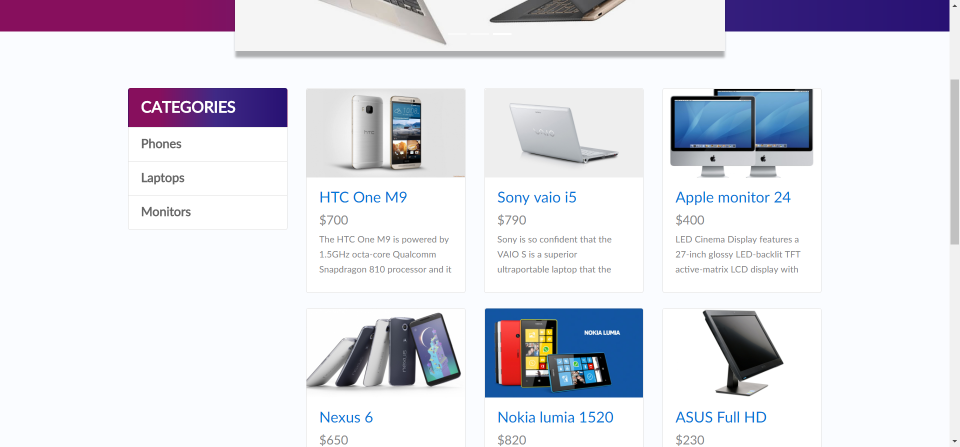 CATEGORIES
Phones
Laptops
Monitors
HTC One M9
$700
The HTC One M9 is powered by
1.5GHz octa-core Qualcomm
Snapdragon 810 processor and it
VAIO
Sony vaio i5
$790
Sony is so confident that the
VAIO S is a superior
ultraportable laptop that the
Apple monitor 24
$400
LED Cinema Display features a
27-inch glossy LED-backlit TFT
active-matrix LCD display with
Nexus 6
$650
NOKIA LUMIA
Nokia lumia 1520
$820
ASUS Full HD
$230